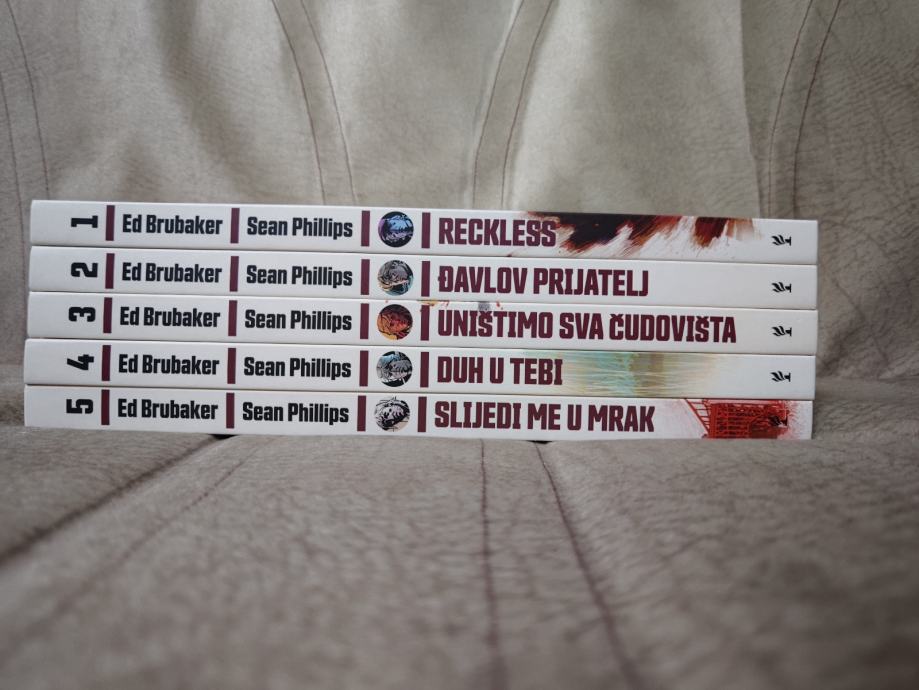 1 Ed Brubaker Sean Phillips RECKLESS
2 Ed Brubaker Sean Phillips ĐAVLOV PRIJATELJ
3 Ed Brubaker Sean Phillips UNIŠTIMO SVA ČUDOVIŠTA
4 Ed Brubaker Sean Phillips DUH U TEBI
5 Ed Brubaker Sean Phillips SLIJEDI ME U MRAK